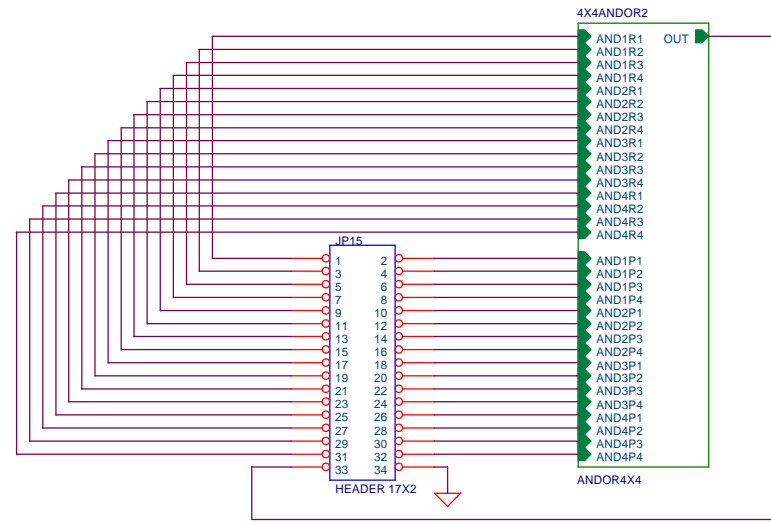 4X4ANDOR2
AND1R1 OUT
AND1R2
AND1R3
AND1R4
AND2R1
AND2R2
AND2R3
AND2R4
AND3R1
AND3R2
AND3R3
AND3R4
AND4R1
AND4R2
AND4R3
AND4R4
JP15
1 2 AND1P1
3 4 AND1P2
5 6 AND1P3
7 8 AND1P4
9 10 AND2P1
11 12 AND2P2
13 14 AND2P3
15 16 AND2P4
17 18 AND3P1
19 20 AND3P2
21 22 AND3P3
23 24 AND3P4
25 26 AND4P1
27 28 AND4P2
29 30 AND4P3
31 32 AND4P4
33 34
HEADER 17X2
ANDOR4X4